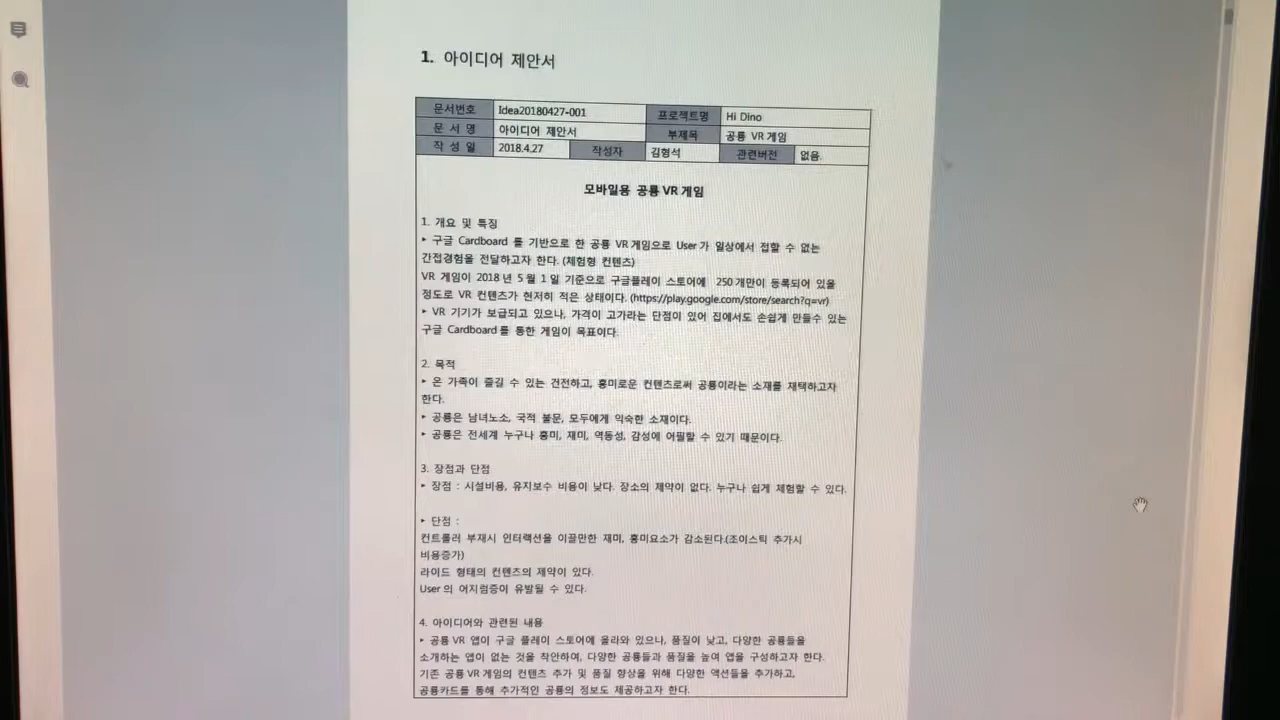 1. 아이디어 제안서
문서번호 Idea20180427-001 프로젝트명 Hi Dino
문 서 명 아이디어 제안서 부제목 공룡 VR 게임
작 성 일 2018.4.27 작성자 김형석 관련버전 없음.
모바일용 공룡 VR 게임
1. 개요 및 특징
▸ 구글 Cardboard 를 기반으로 한 공룡 VR 게임으로 User 가 일상에서 접할 수 없는
간접경험을 전달하고자 한다. (체험형 컨텐츠)
VR 게임이 2018 년 5 월 1 일 기준으로 구글플레이 스토어에 250 개만이 등록되어 있을
정도로 VR 컨텐츠가 현저히 적은 상태이다. (https://play.google.com/store/search?q=vr)
▸ VR 기기가 보급되고 있으나, 가격이 고가라는 단점이 있어 집에서도 손쉽게 만들수 있는
구글 Cardboard 를 통한 게임이 목표이다.
2. 목적
▸ 온 가족이 즐길 수 있는 건전하고, 흥미로운 컨텐츠로써 공룡이라는 소재를 채택하고자
한다.
▸ 공룡은 남녀노소, 국적 불문, 모두에게 익숙한 소재이다.
▸ 공룡은 전세계 누구나 흥미, 재미, 역동성, 감성에 어필할 수 있기 때문이다.
3. 장점과 단점
▸ 장점 : 시설비용, 유지보수 비용이 낮다. 장소의 제약이 없다. 누구나 쉽게 체험할 수 있다.
▸ 단점 :
컨트롤러 부재시 인터랙션을 이끌만한 재미, 흥미요소가 감소된다.(조이스틱 추가시
비용증가)
라이드 형태의 컨텐츠의 제약이 있다.
User 의 어지럼증이 유발될 수 있다.
4. 아이디어와 관련된 내용
▸ 공룡 VR 앱이 구글 플레이 스토어에 올라와 있으나, 품질이 낮고, 다양한 공룡들을
소개하는 앱이 없는 것을 착안하여, 다양한 공룡들과 품질을 높여 앱을 구성하고자 한다.
기존 공룡 VR 게임의 컨텐츠 추가 및 품질 향상을 위해 다양한 액션들을 추가하고,
공룡카드를 통해 추가적인 공룡의 정보도 제공하고자 한다.